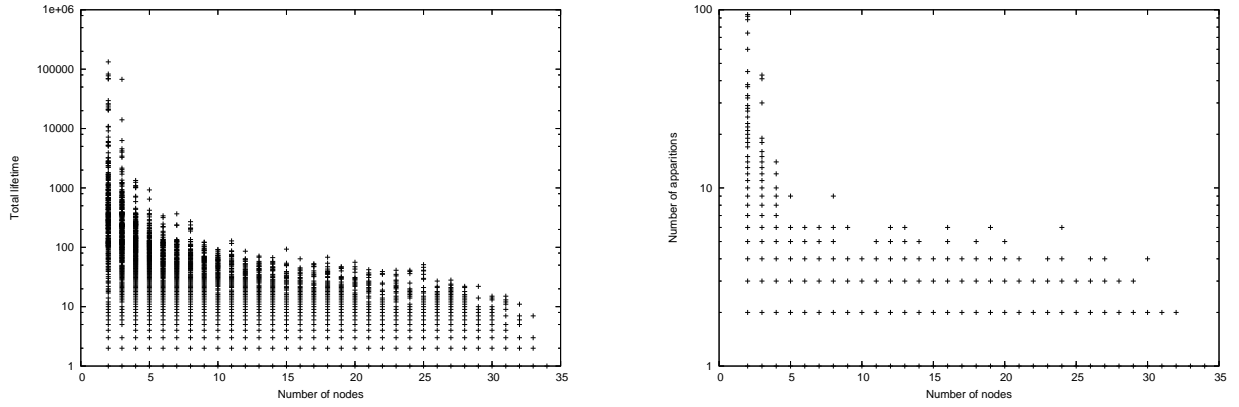 1e+06
100000
10000
1000
100
10
1
0 5 10 15 20 25 30 35
Total lifetime
Number of nodes
100
10
1
0 5 10 15 20 25 30 35
Number of apparitions
Number of nodes